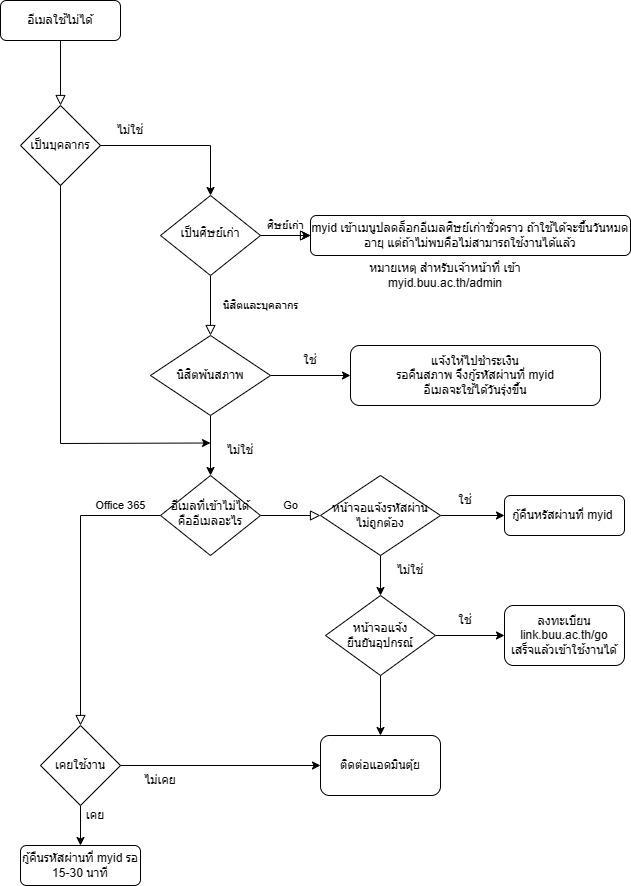 อีเมลใช้ไม่ได้
เป็นบุคลากร
ไม่ใช่
เป็นศิษย์เก่า
ศิษย์เก่า
myid เข้าเมนูปลดล็อกอีเมลศิษย์เก่าชั่วคราว ถ้าใช้ได้จะขึ้นวันหมด
อายุ แต่ถ้าไม่พบคือไม่สามารถใช้งานได้แล้ว
หมายเหตุ สำหรับเจ้าหน้าที่ เข้า
myid.buu.ac.th/admin
นิสิตและบุคลากร
นิสิตพ้นสภาพ
ใช่
แจ้งให้ไปชำระเงิน
รอคืนสภาพ จึงกู้รหัสผ่านที่ myid
อีเมลจะใช้ได้วันรุ่งขึ้น
ไม่ใช่
อีเมลที่เข้าไม่ได้
คืออีเมลอะไร
Office 365
Go
หน้าจอแจ้งรหัสผ่าน
ไม่ถูกต้อง
ใช่
กู้คืนหรัสผ่านที่ myid
ไม่ใช่
หน้าจอแจ้ง
ยืนยันอุปกรณ์
ใช่
ลงทะเบียน
link.buu.ac.th/go
เสร็จแล้วเข้าใช้งานได้
เคยใช้งาน
ไม่เคย
ติดต่อแอดมินตุ้ย
เคย
กู้คืนรหัสผ่านที่ myid รอ
15-30 นาที